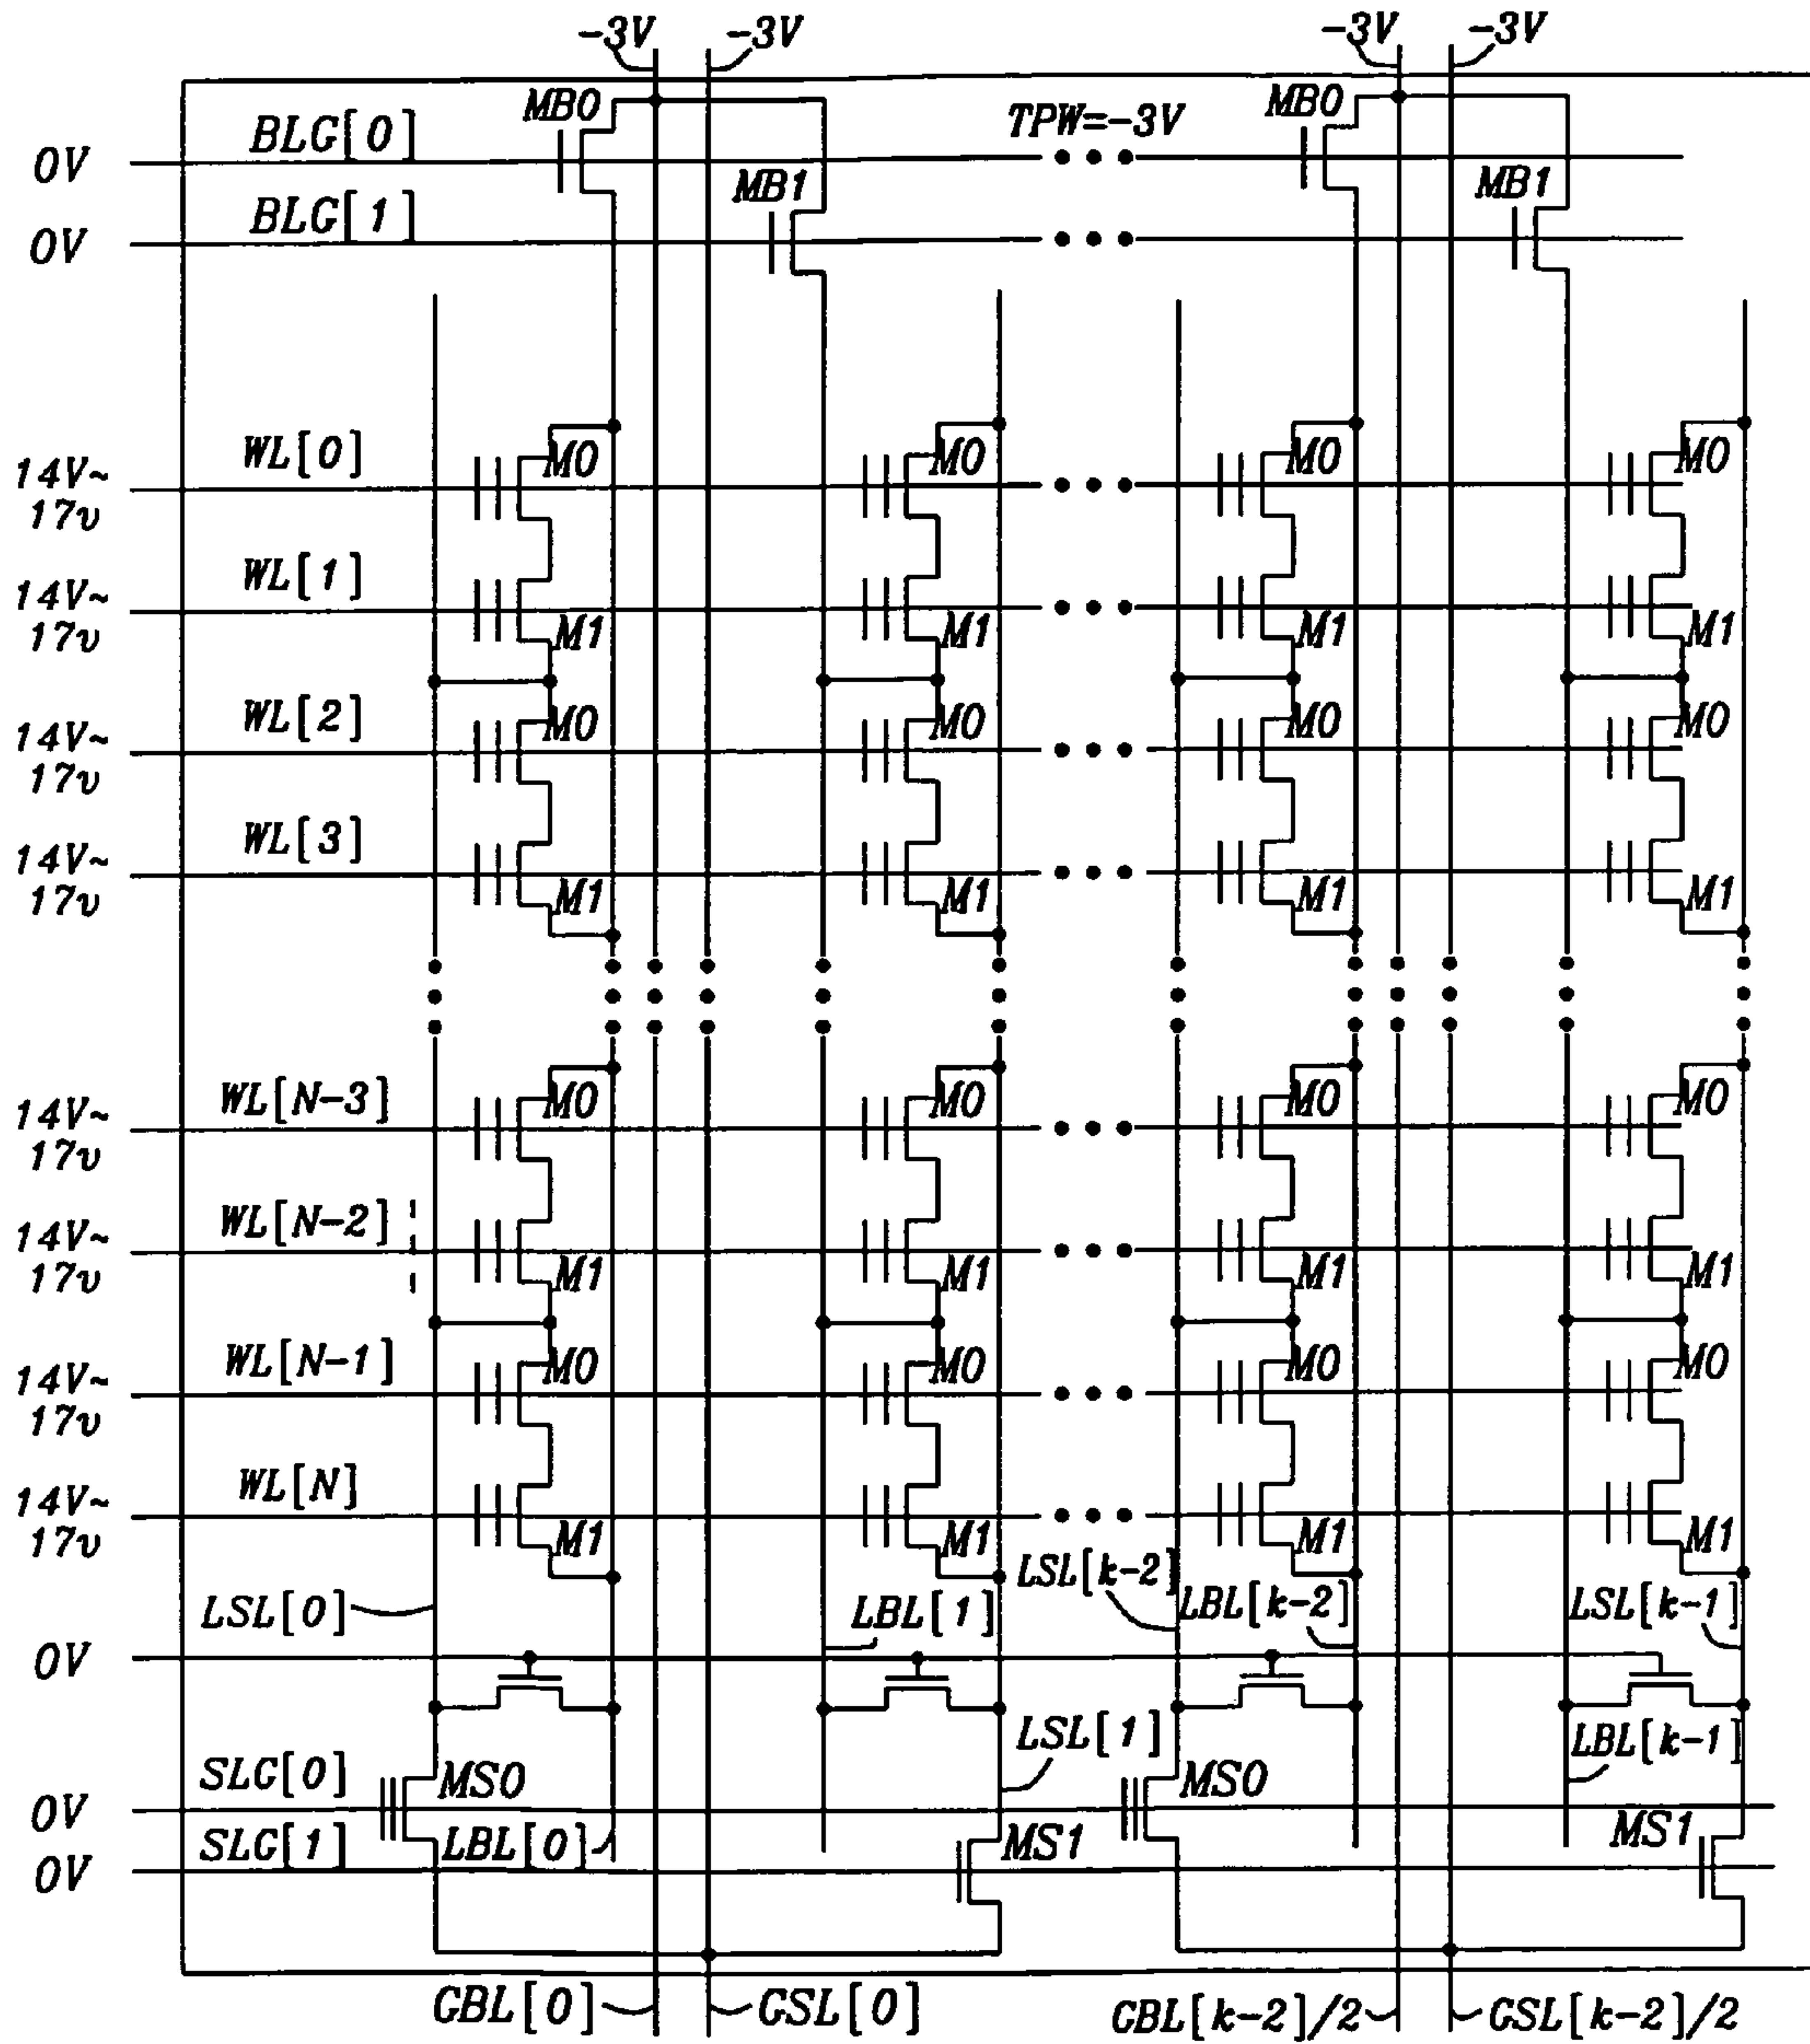 -3V -3V -3V -3V
MB0 TPW=-3V MB0
0V BLG[0]
MB1 MB1
0V BLG[1]
14V~ WL[0] M0 M0 M0 M0
17v
14V~ WL[1]
17v M1 M1 M1 M1
14V~ WL[2] M0 M0 M0 M0
17v
14V~ WL[3]
17v M1 M1 M1 M1
14V~ WL[N-3] M0 M0 M0 M0
17v
14V~ WL[N-2]
17v M1 M1 M1 M1
14V~ WL[N-1] M0 M0 M0 M0
17v
14V~ WL[N]
17v M1 M1 M1 M1
LSL[0] LBL[1] LSL[k-2] LBL[k-2] LSL[k-1]
0V
LSL[1] LBL[k-1]
0V SLG[0] MS0 MS0
0V SLG[1] LBL[0] MS1 MS1
GBL[0] GSL[0] GBL[k-2]/2 GSL[k-2]/2